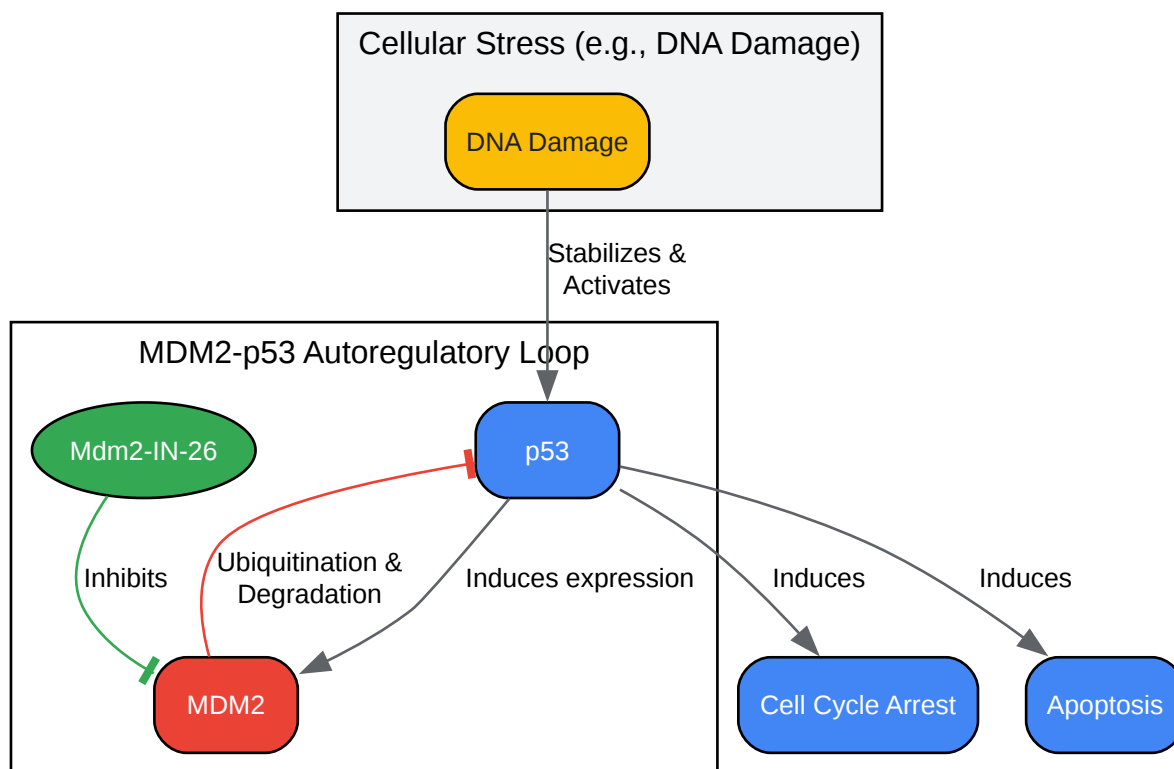 Cellular Stress (e.g., DNA Damage)
DNA Damage
Stabilizes &
Activates
MDM2-p53 Autoregulatory Loop
Mdm2-IN-26
p53
Inhibits
Ubiquitination &
Degradation
Induces expression
Induces
Induces
MDM2
Cell Cycle Arrest
Apoptosis